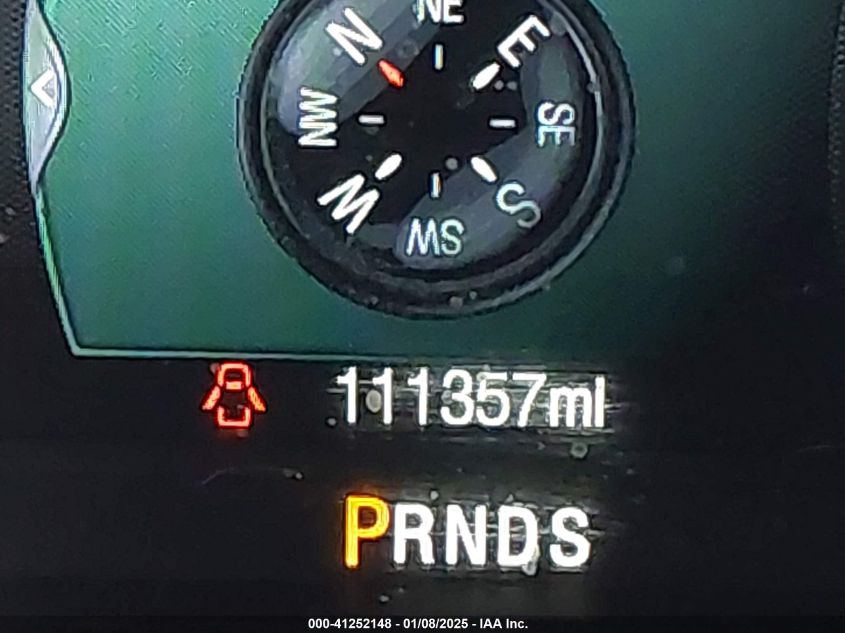 NE
N E
NW SE
W S
SW
111357mi
PRNDS
000-41252148 - 01/08/2025 - IAA Inc.